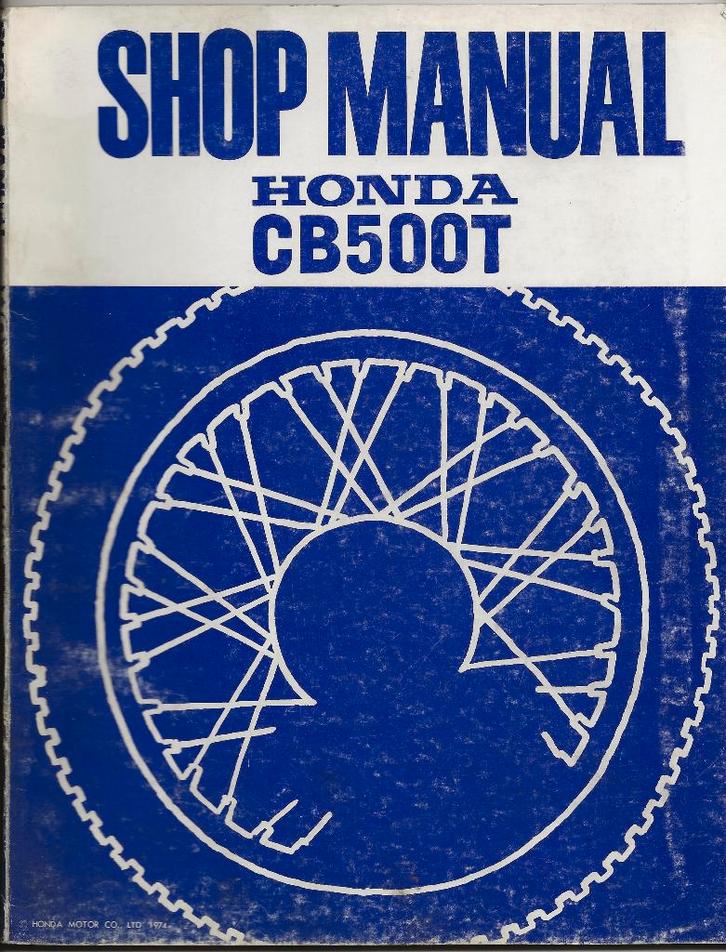 SHOP MANUAL
HONDA
CB500T
© HONDA MOTOR CO., LTD 1974